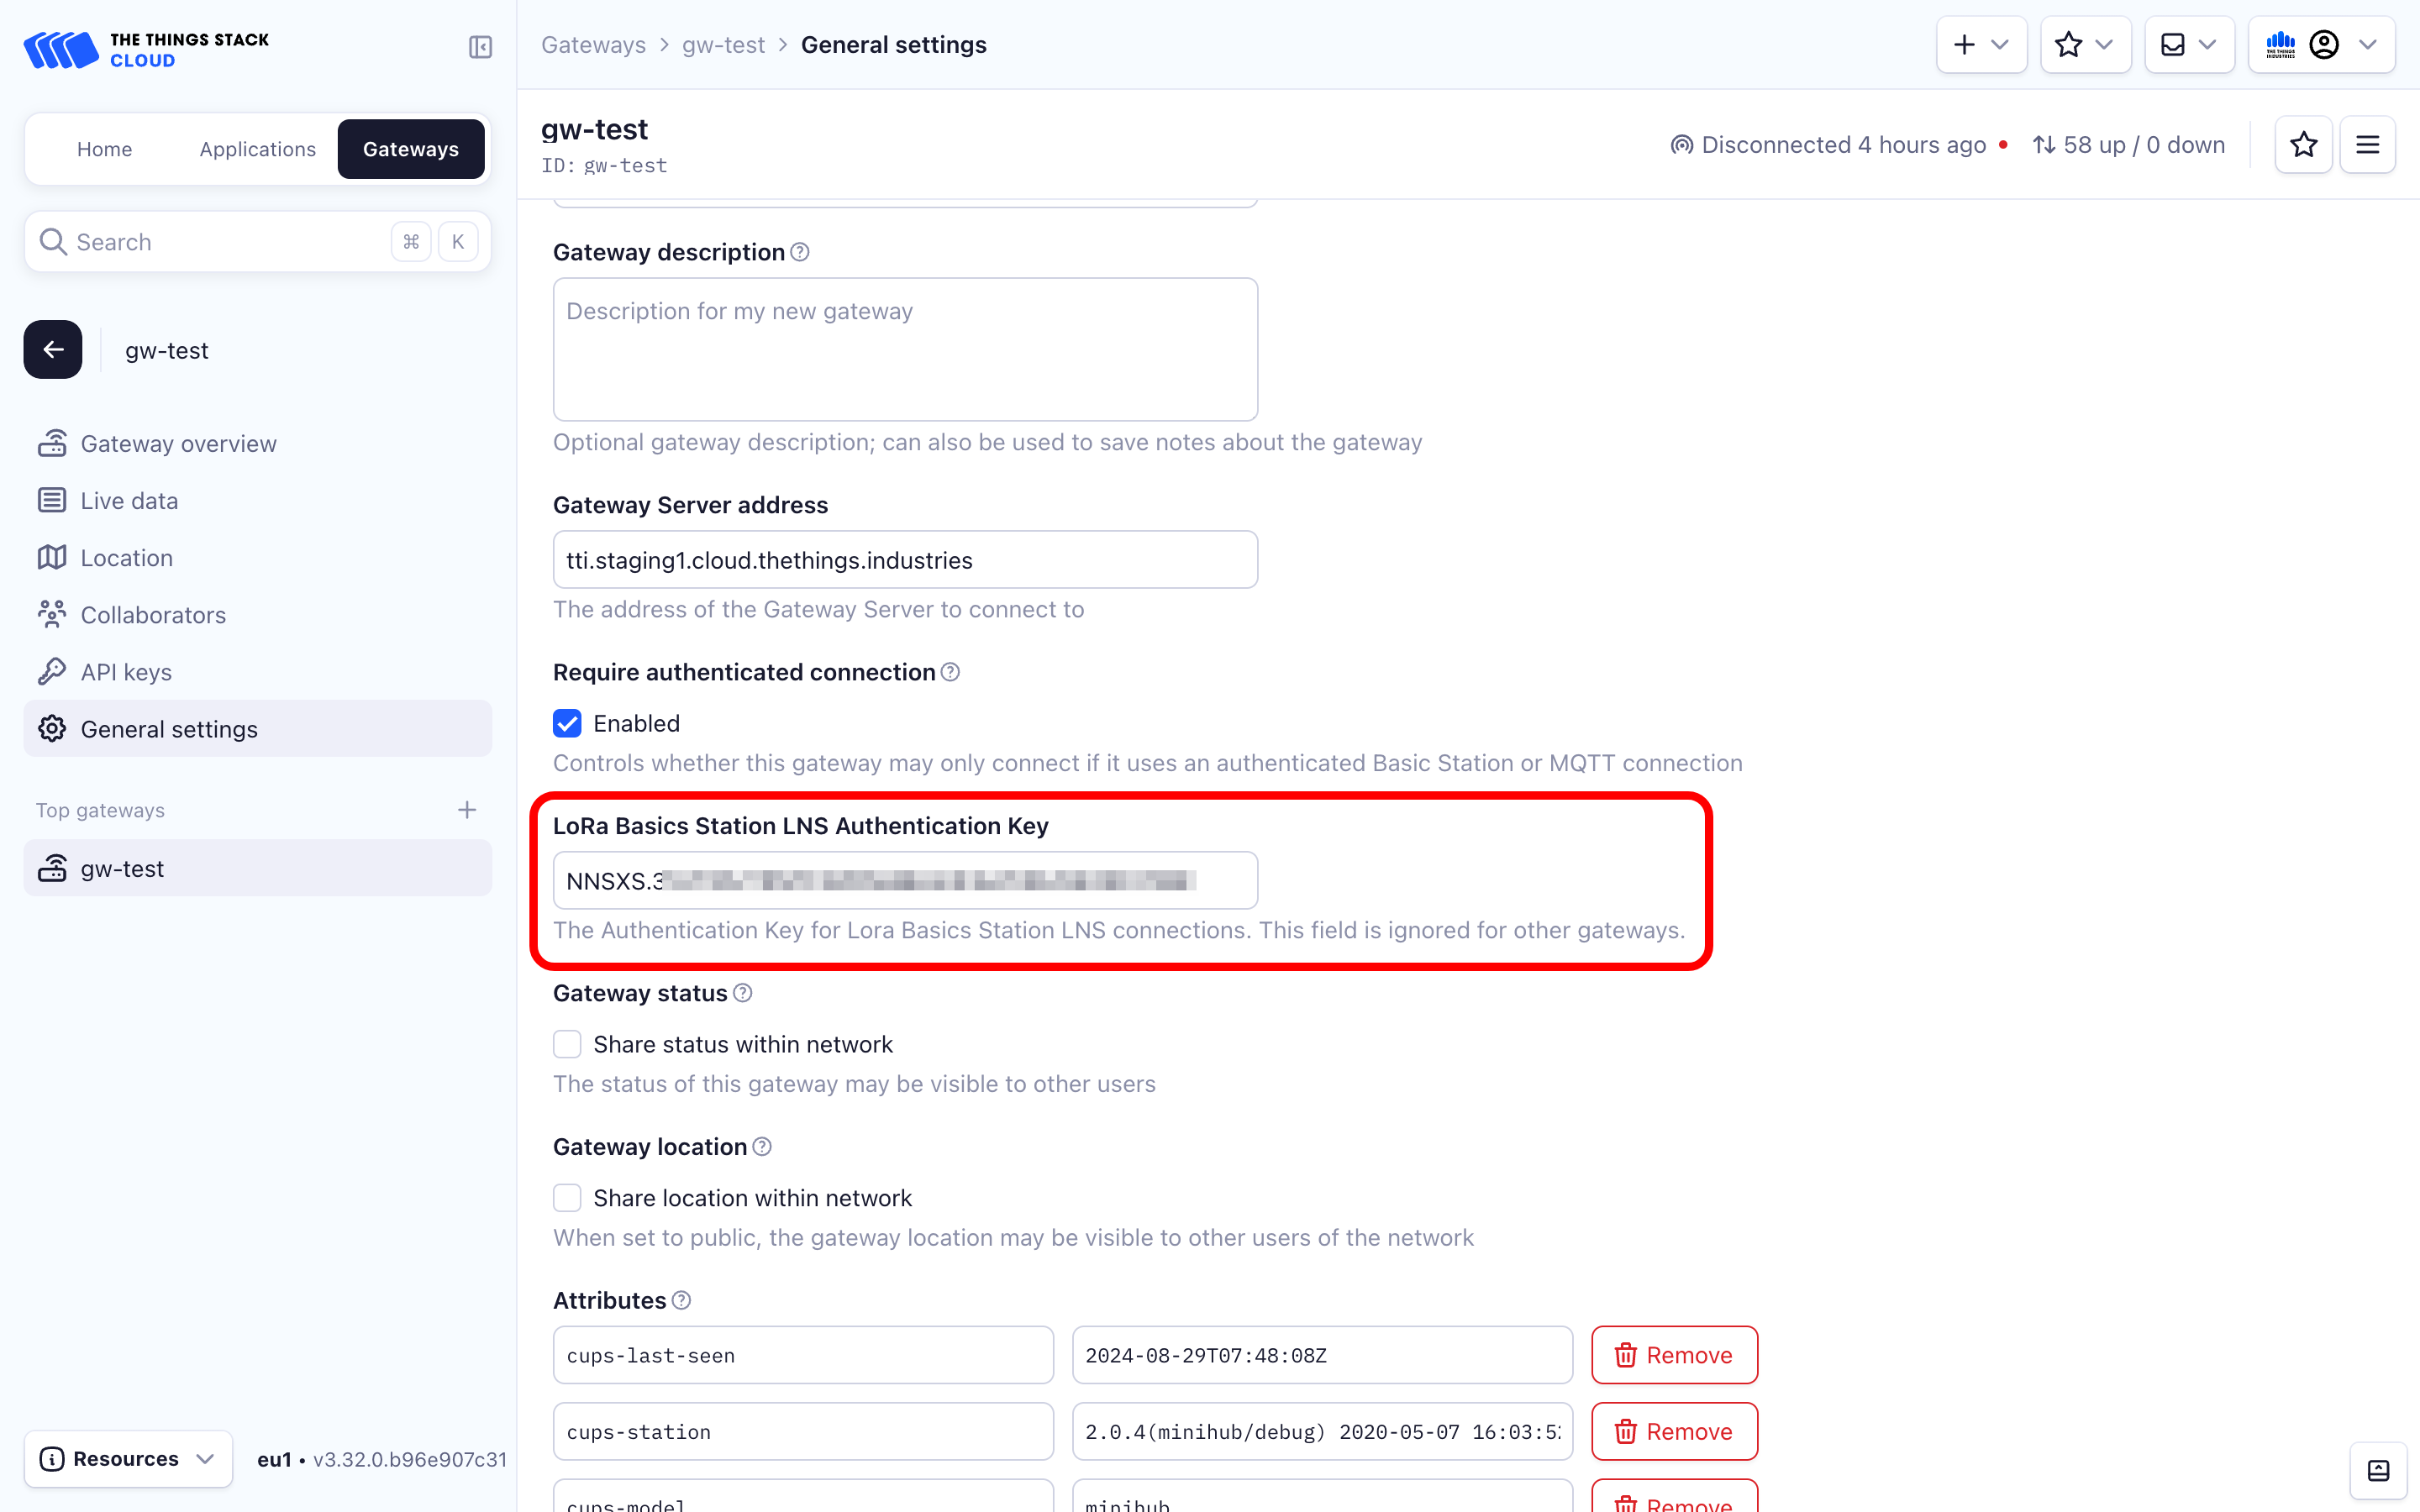 THE THINGS STACK
CLOUD
Home
Applications
Gateways
Search
⌘
K
gw-test
Gateway overview
Live data
Location
Collaborators
API keys
General settings
Top gateways
gw-test
Resources
eu1 • v3.32.0.b96e907c31
Gateways > gw-test > General settings
THE THINGS
INDUSTRIES
gw-test
ID: gw-test
Disconnected 4 hours ago
58 up / 0 down
Gateway description
Description for my new gateway
Optional gateway description; can also be used to save notes about the gateway
Gateway Server address
tti.staging1.cloud.thethings.industries
The address of the Gateway Server to connect to
Require authenticated connection
Enabled
Controls whether this gateway may only connect if it uses an authenticated Basic Station or MQTT connection
LoRa Basics Station LNS Authentication Key
NNSXS.3
The Authentication Key for Lora Basics Station LNS connections. This field is ignored for other gateways.
Gateway status
Share status within network
The status of this gateway may be visible to other users
Gateway location
Share location within network
When set to public, the gateway location may be visible to other users of the network
Attributes
cups-last-seen
2024-08-29T07:48:08Z
Remove
cups-station
2.0.4(minihub/debug) 2020-05-07 16:03:5
Remove
cups-model
minihub
Remove